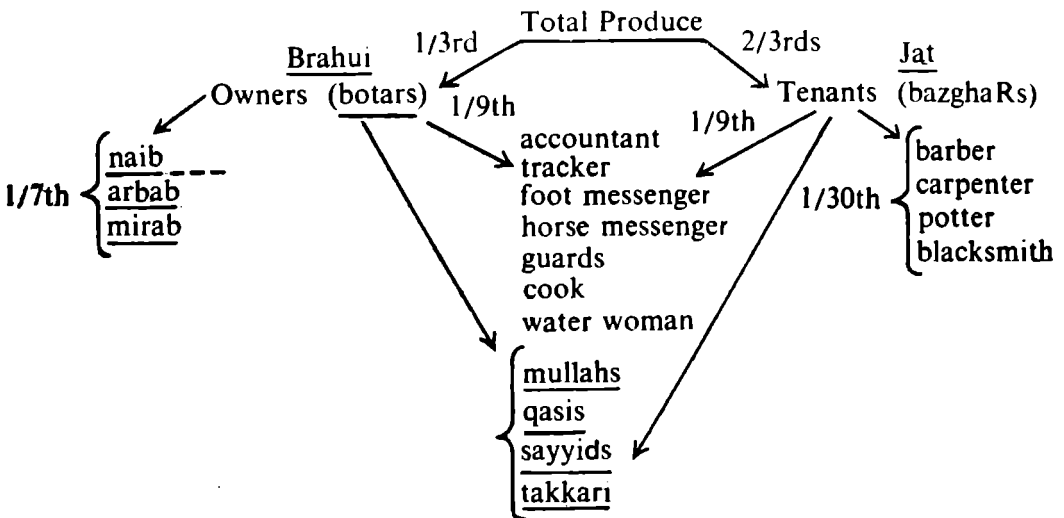 Total Produce
1/3rd
2/3rds
Brahui
Jat
Owners (botars)
Tenants (bazghaRs)
1/9th
1/9th
1/7th
naib
arbab
mirab
accountant
tracker
foot messenger
horse messenger
guards
cook
water woman
1/30th
barber
carpenter
potter
blacksmith
mullahs
qasis
sayyids
takkari